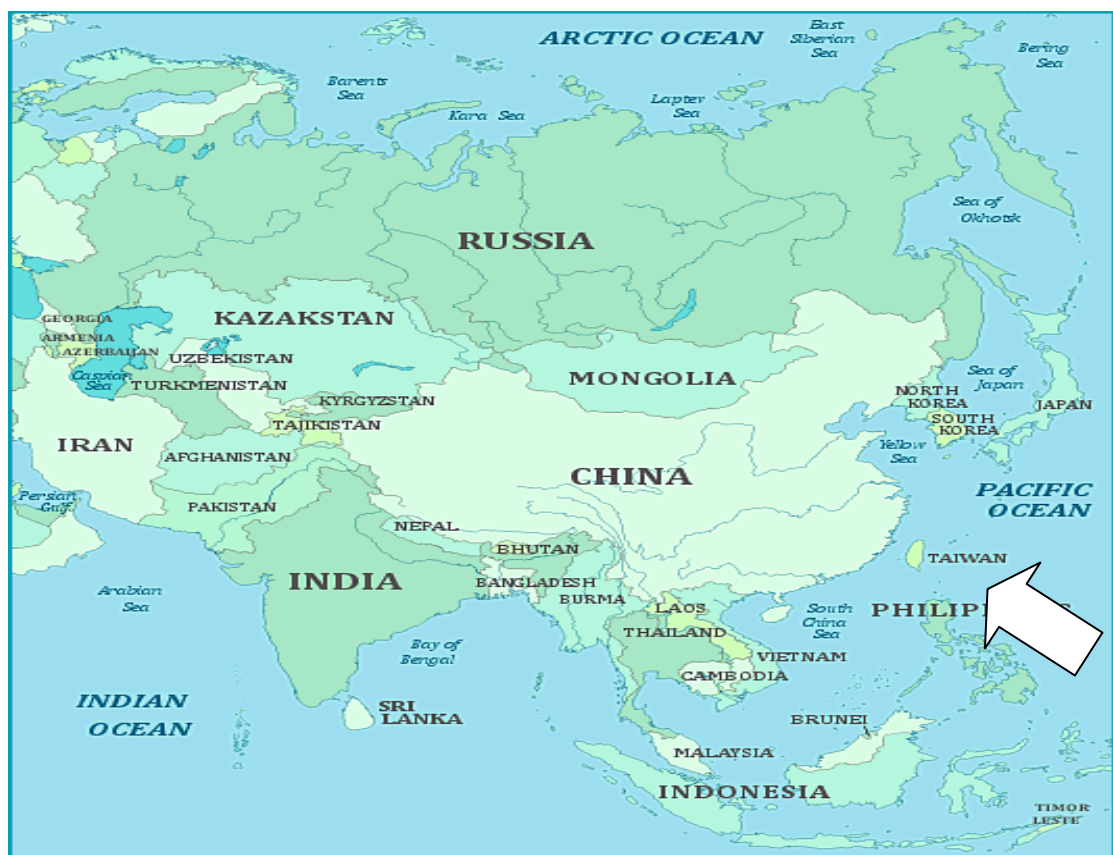 ARCTIC OCEAN
East
Siberian
Sea
Bering
Sea
Barents
Sea
Kara Sea
Laptev
Sea
Sea of
Okhotsk
RUSSIA
GEORGIA
ARMENIA
AZERBAIJAN
Caspian
Sea
KAZAKSTAN
UZBEKISTAN
TURKMENISTAN
KYRGYZSTAN
TAJIKISTAN
MONGOLIA
NORTH
KOREA
SOUTH
KOREA
Sea of
Japan
JAPAN
IRAN
AFGHANISTAN
PAKISTAN
Persian
Gulf
CHINA
Yellow
Sea
PACIFIC
OCEAN
NEPAL
BHUTAN
INDIA
BANGLADESH
BURMA
TAIWAN
Arabian
Sea
LAOS
THAILAND
VIETNAM
CAMBODIA
South
China
Sea
Bay of
Bengal
INDIAN
OCEAN
SRI
LANKA
BRUNEI
MALAYSIA
INDONESIA
TIMOR
LESTE